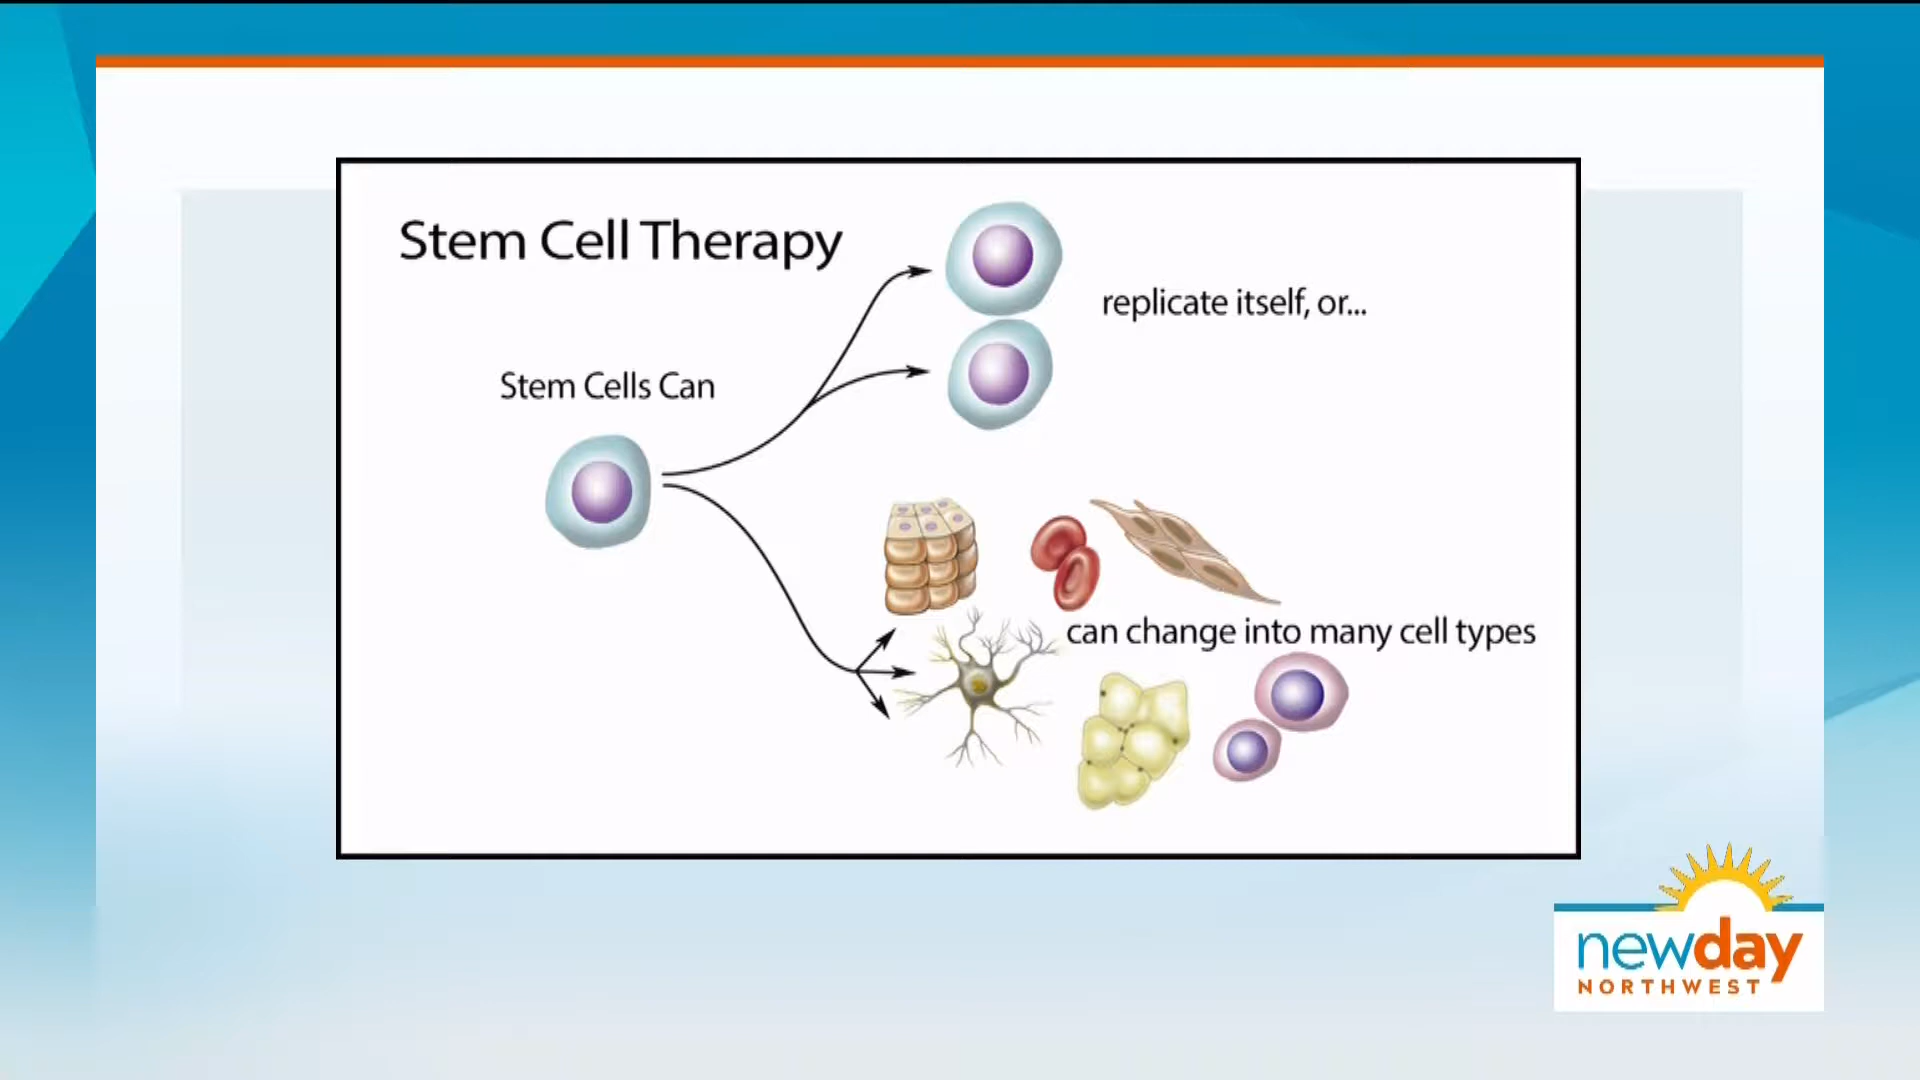 Stem Cell Therapy
replicate itself, or...
Stem Cells Can
can change into many cell types
newday
NORTHWEST